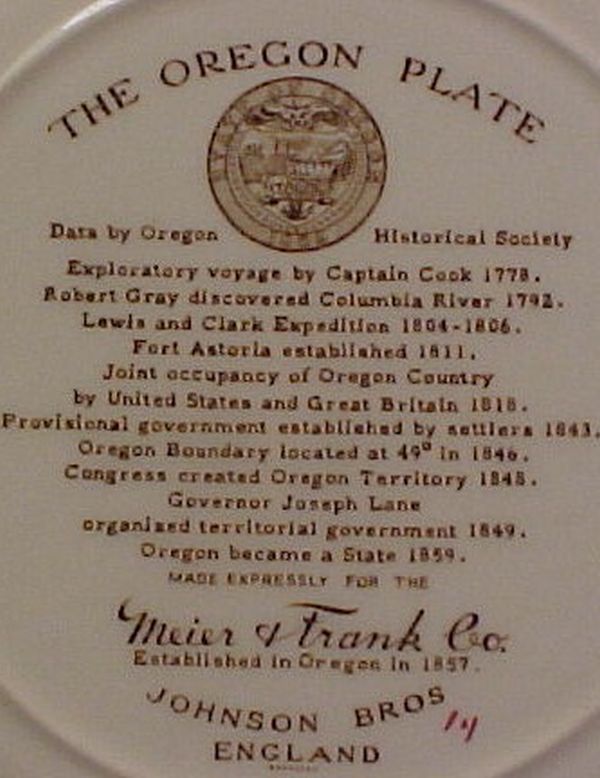 THE OREGON PLATE
Data by Oregon Historical Society
Exploratory voyage by Captain Cook 1778.
Robert Gray discovered Columbia River 1792.
Lewis and Clark Expedition 1804-1806.
Fort Astoria established 1811.
Joint occupancy of Oregon Country
by United States and Great Britain 1818.
Provisional government established by settlers 1843.
Oregon Boundary located at 49° in 1846.
Congress created Oregon Territory 1848.
Governor Joseph Lane
organized territorial government 1849.
Oregon became a State 1859.
MADE EXPRESSLY FOR THE
Meier & Frank Co.
Established in Oregon in 1857.
JOHNSON BROS
14
ENGLAND